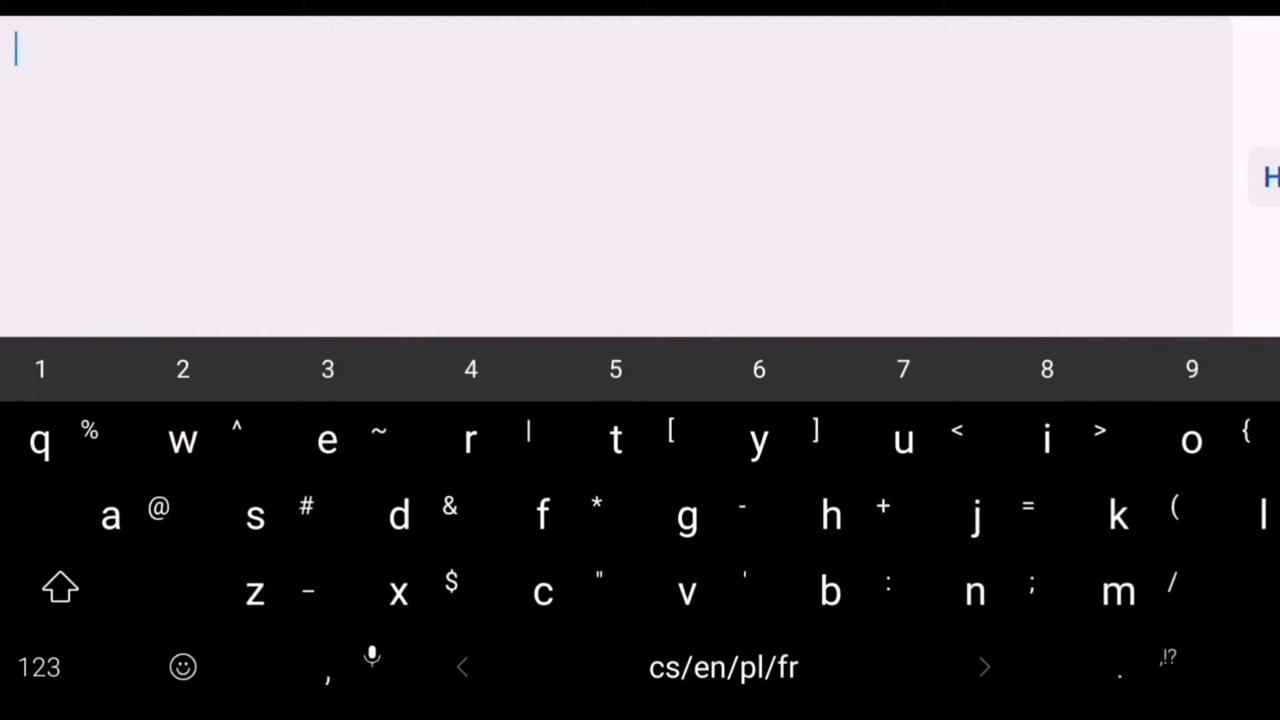 H
1 2 3 4 5 6 7 8 9
q % w ^ e ~ r | t [ y ] u < i > o {
a @ s # d & f * g - h + j = k ( l
z _ x $ c " v ' b : n ; m /
123 , < cs/en/pl/fr > . ,!?